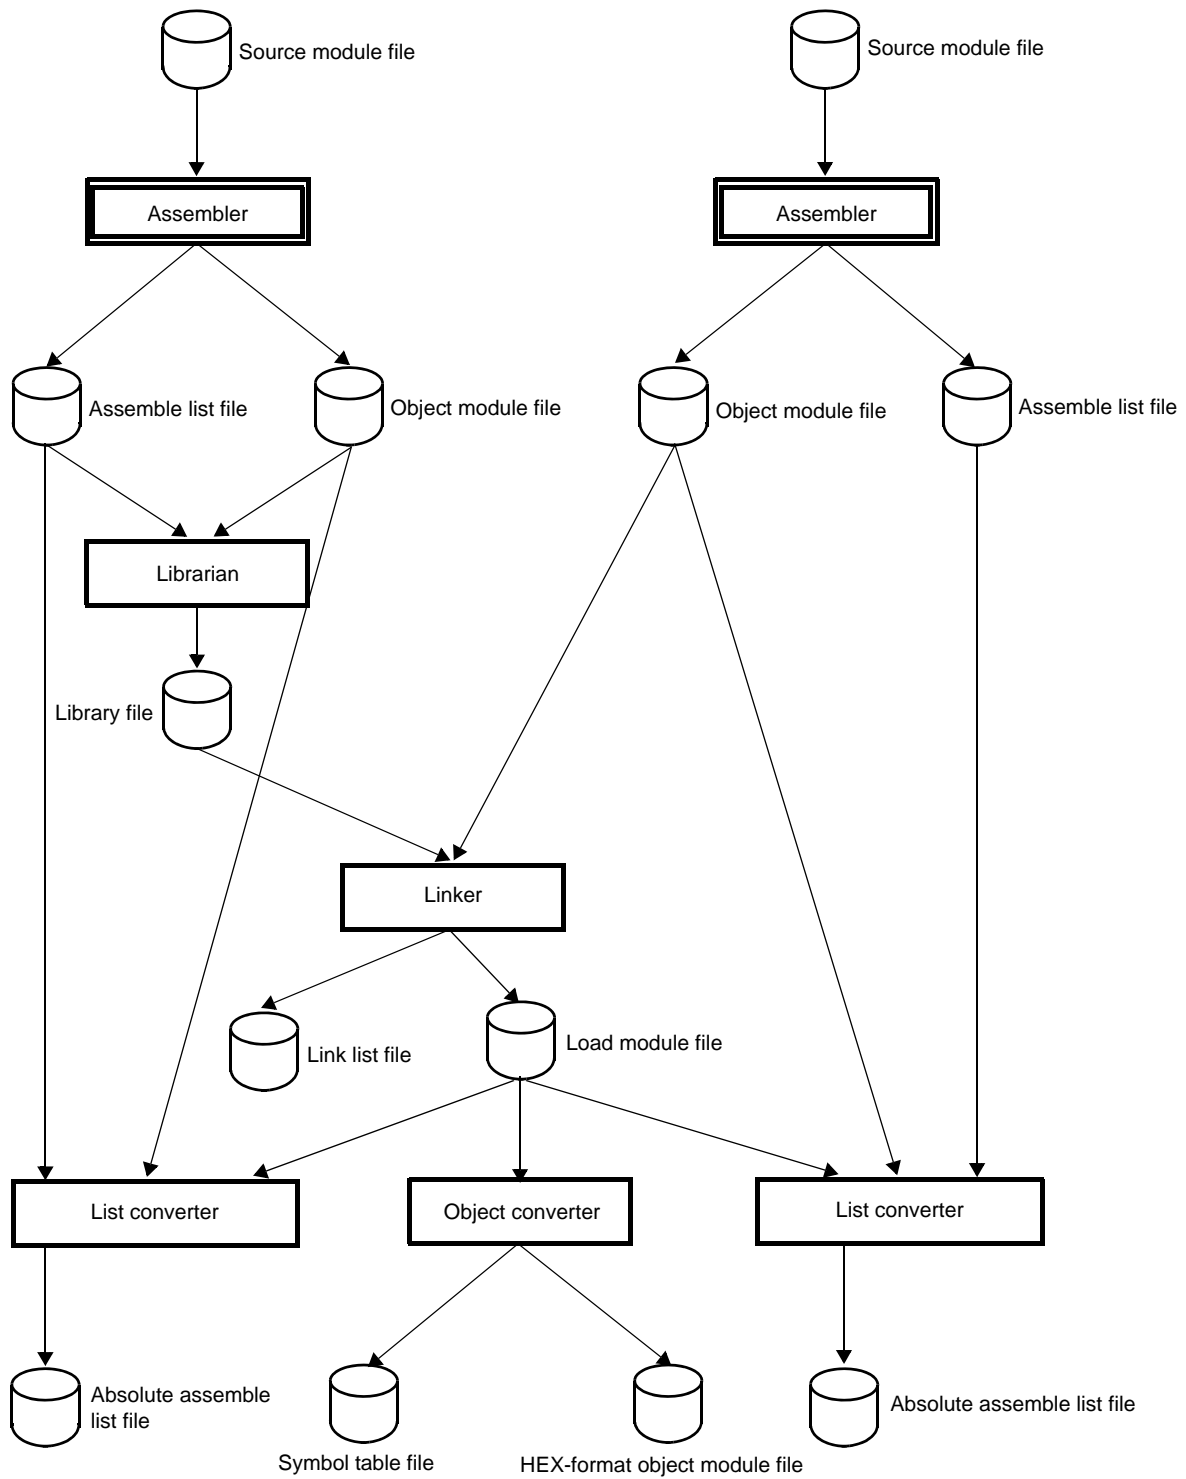 Source module file
Source module file
Assembler
Assembler
Assemble list file
Object module file
Object module file
Assemble list file
Librarian
Library file
Linker
Link list file
Load module file
List converter
Object converter
List converter
Absolute assemble
list file
Symbol table file
HEX-format object module file
Absolute assemble list file